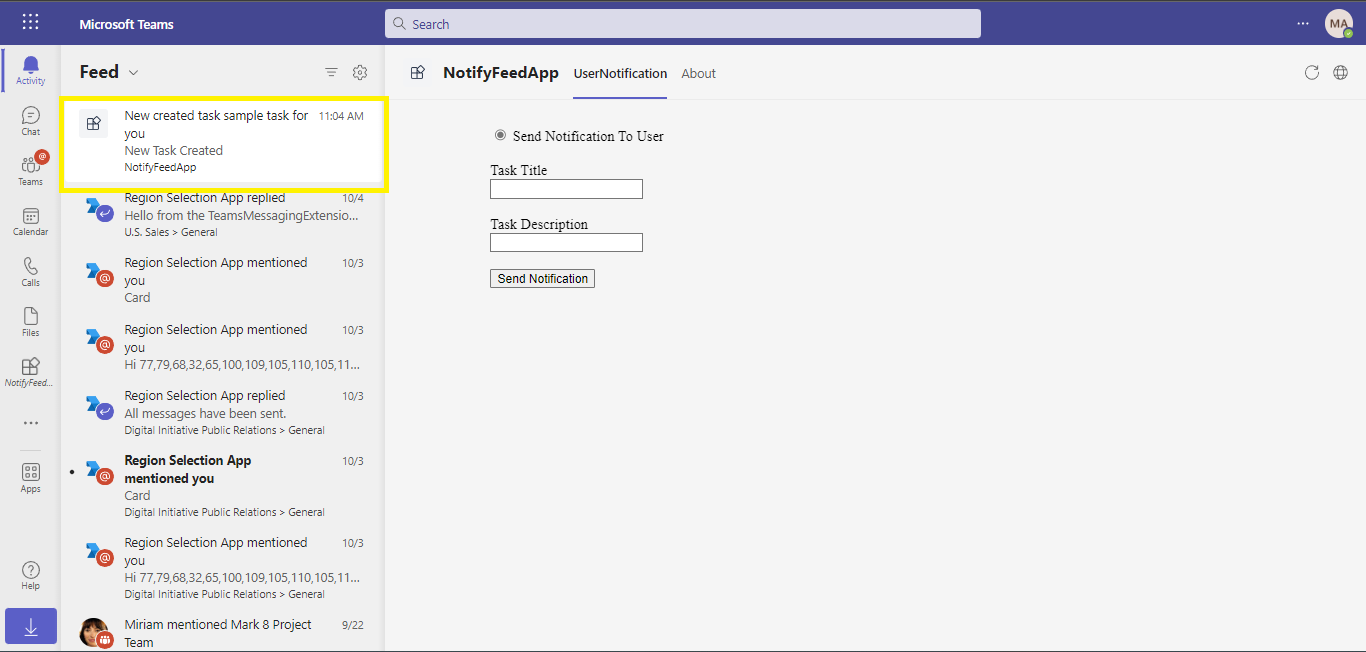 Microsoft Teams
Search
MA
Activity
Chat
Teams
Calendar
Calls
Files
NotifyFeed...
Apps
Help
Feed
New created task sample task for
you
11:04 AM
New Task Created
NotifyFeedApp
Region Selection App replied
10/4
Hello from the TeamsMessagingExtensio...
U.S. Sales > General
Region Selection App mentioned
you
10/3
Card
Region Selection App mentioned
you
10/3
Hi 77,79,68,32,65,100,109,105,110,105,11...
Region Selection App replied
10/3
All messages have been sent.
Digital Initiative Public Relations > General
Region Selection App
mentioned you
10/3
Card
Digital Initiative Public Relations > General
Region Selection App mentioned
you
10/3
Hi 77,79,68,32,65,100,109,105,110,105,11...
Digital Initiative Public Relations > General
Miriam mentioned Mark 8 Project
Team
9/22
NotifyFeedApp
UserNotification
About
Send Notification To User
Task Title
Task Description
Send Notification